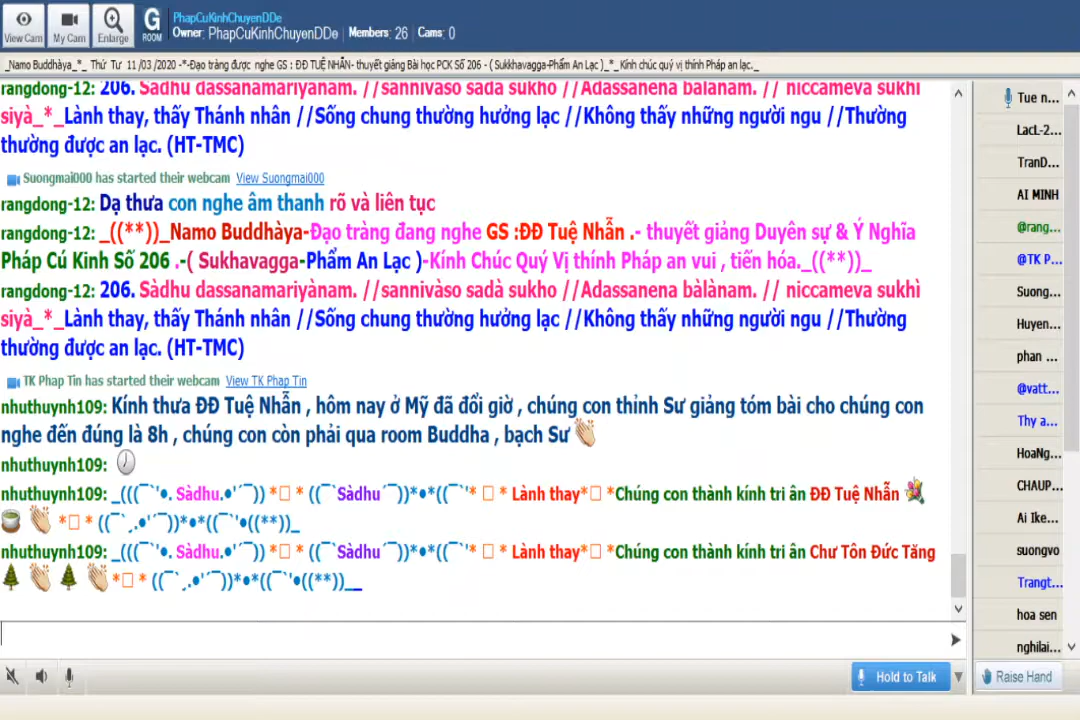 PhapCuKinhChuyenDDe
Owner: PhapCuKinhChuyenDDe Members: 26 Cams: 0
View Cam My Cam Enlarge G ROOM
_Namo Buddhàya_*_ Thứ Tư 11 /03 /2020 -*-Đạo tràng được nghe GS : ĐĐ TUỆ NHẪN- thuyết giảng Bài học PCK Số 206 - ( Sukkhavagga-Phẩm An Lạc )_*_Kính chúc quý vị thính Pháp an lạc._
rangdong-12: 206. Sàdhu dassanamariyànam. //sannivàso sadà sukho //Adassanena bàlànam. // niccameva sukhì
siyà_*_Lành thay, thấy Thánh nhân //Sống chung thường hưởng lạc //Không thấy những người ngu //Thường
thường được an lạc. (HT-TMC)
Suongmai000 has started their webcam View Suongmai000
rangdong-12: Dạ thưa con nghe âm thanh rõ và liên tục
rangdong-12: _((**))_Namo Buddhàya-Đạo tràng đang nghe GS :ĐĐ Tuệ Nhẫn .- thuyết giảng Duyên sự & Ý Nghĩa
Pháp Cú Kinh Số 206 .-( Sukhavagga-Phẩm An Lạc )-Kính Chúc Quý Vị thính Pháp an vui , tiến hóa._((**))_
rangdong-12: 206. Sàdhu dassanamariyànam. //sannivàso sadà sukho //Adassanena bàlànam. // niccameva sukhì
siyà_*_Lành thay, thấy Thánh nhân //Sống chung thường hưởng lạc //Không thấy những người ngu //Thường
thường được an lạc. (HT-TMC)
TK Phap Tin has started their webcam View TK Phap Tin
nhuthuynh109: Kính thưa ĐĐ Tuệ Nhẫn , hôm nay ở Mỹ đã đổi giờ , chúng con thỉnh Sư giảng tóm bài cho chúng con
nghe đến đúng là 8h , chúng con còn phải qua room Buddha , bạch Sư
nhuthuynh109:
nhuthuynh109: _(((¯`'•. Sàdhu.•'´¯)) *☐ * ((¯`Sàdhu´¯))*•*((¯`'* ☐ * Lành thay*☐ *Chúng con thành kính tri ân ĐĐ Tuệ Nhẫn
*☐ * ((¯`¸.•'´¯))*•*((¯`'•((**))_
nhuthuynh109: _(((¯`'•. Sàdhu.•'´¯)) *☐ * ((¯`Sàdhu´¯))*•*((¯`'* ☐ * Lành thay*☐ *Chúng con thành kính tri ân Chư Tôn Đức Tăng
*☐ * ((¯`¸.•'´¯))*•*((¯`'•((**))__
Hold to Talk
Tue n...
LacL-2...
TranD...
AI MINH
@rang...
@TK P...
Suong...
Huyen...
phan ...
@vatt...
Thy a...
HoaNg...
CHAUP...
Ai Ike...
suongvo
Trangt...
hoa sen
nghilai...
Raise Hand